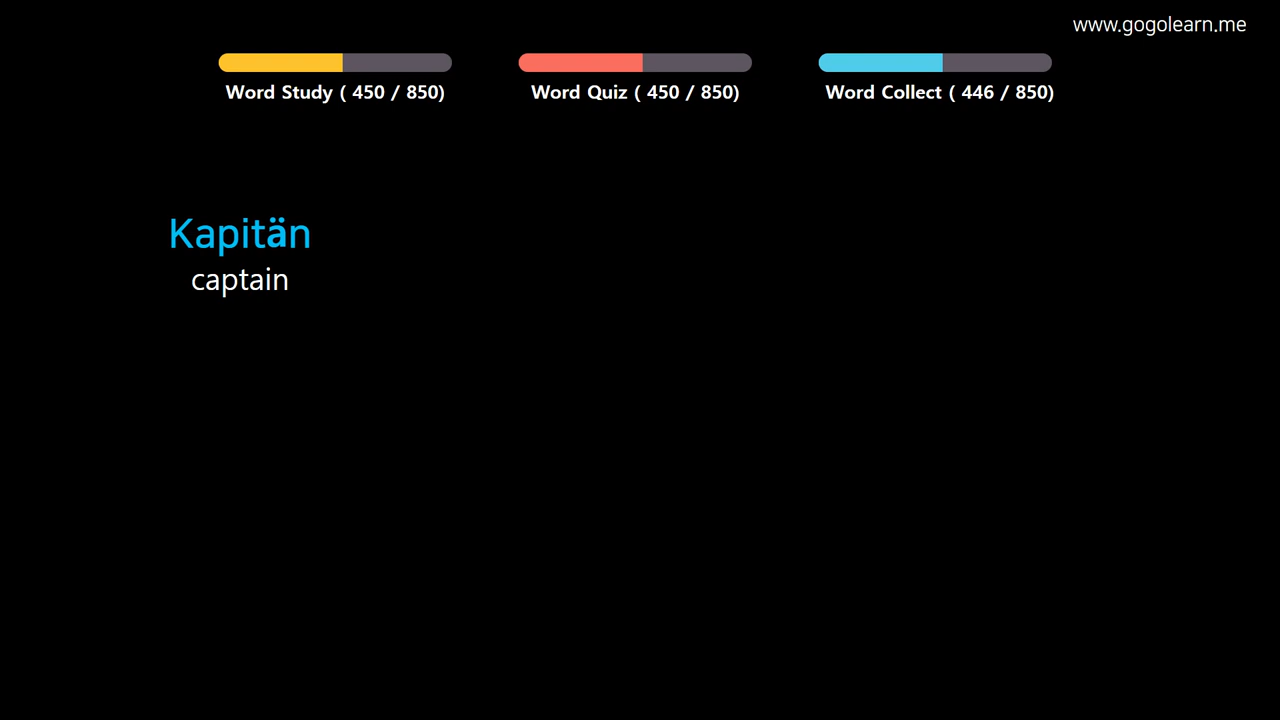 www.gogolearn.me
Word Study ( 450 / 850)
Word Quiz ( 450 / 850)
Word Collect ( 446 / 850)
Kapitän
captain